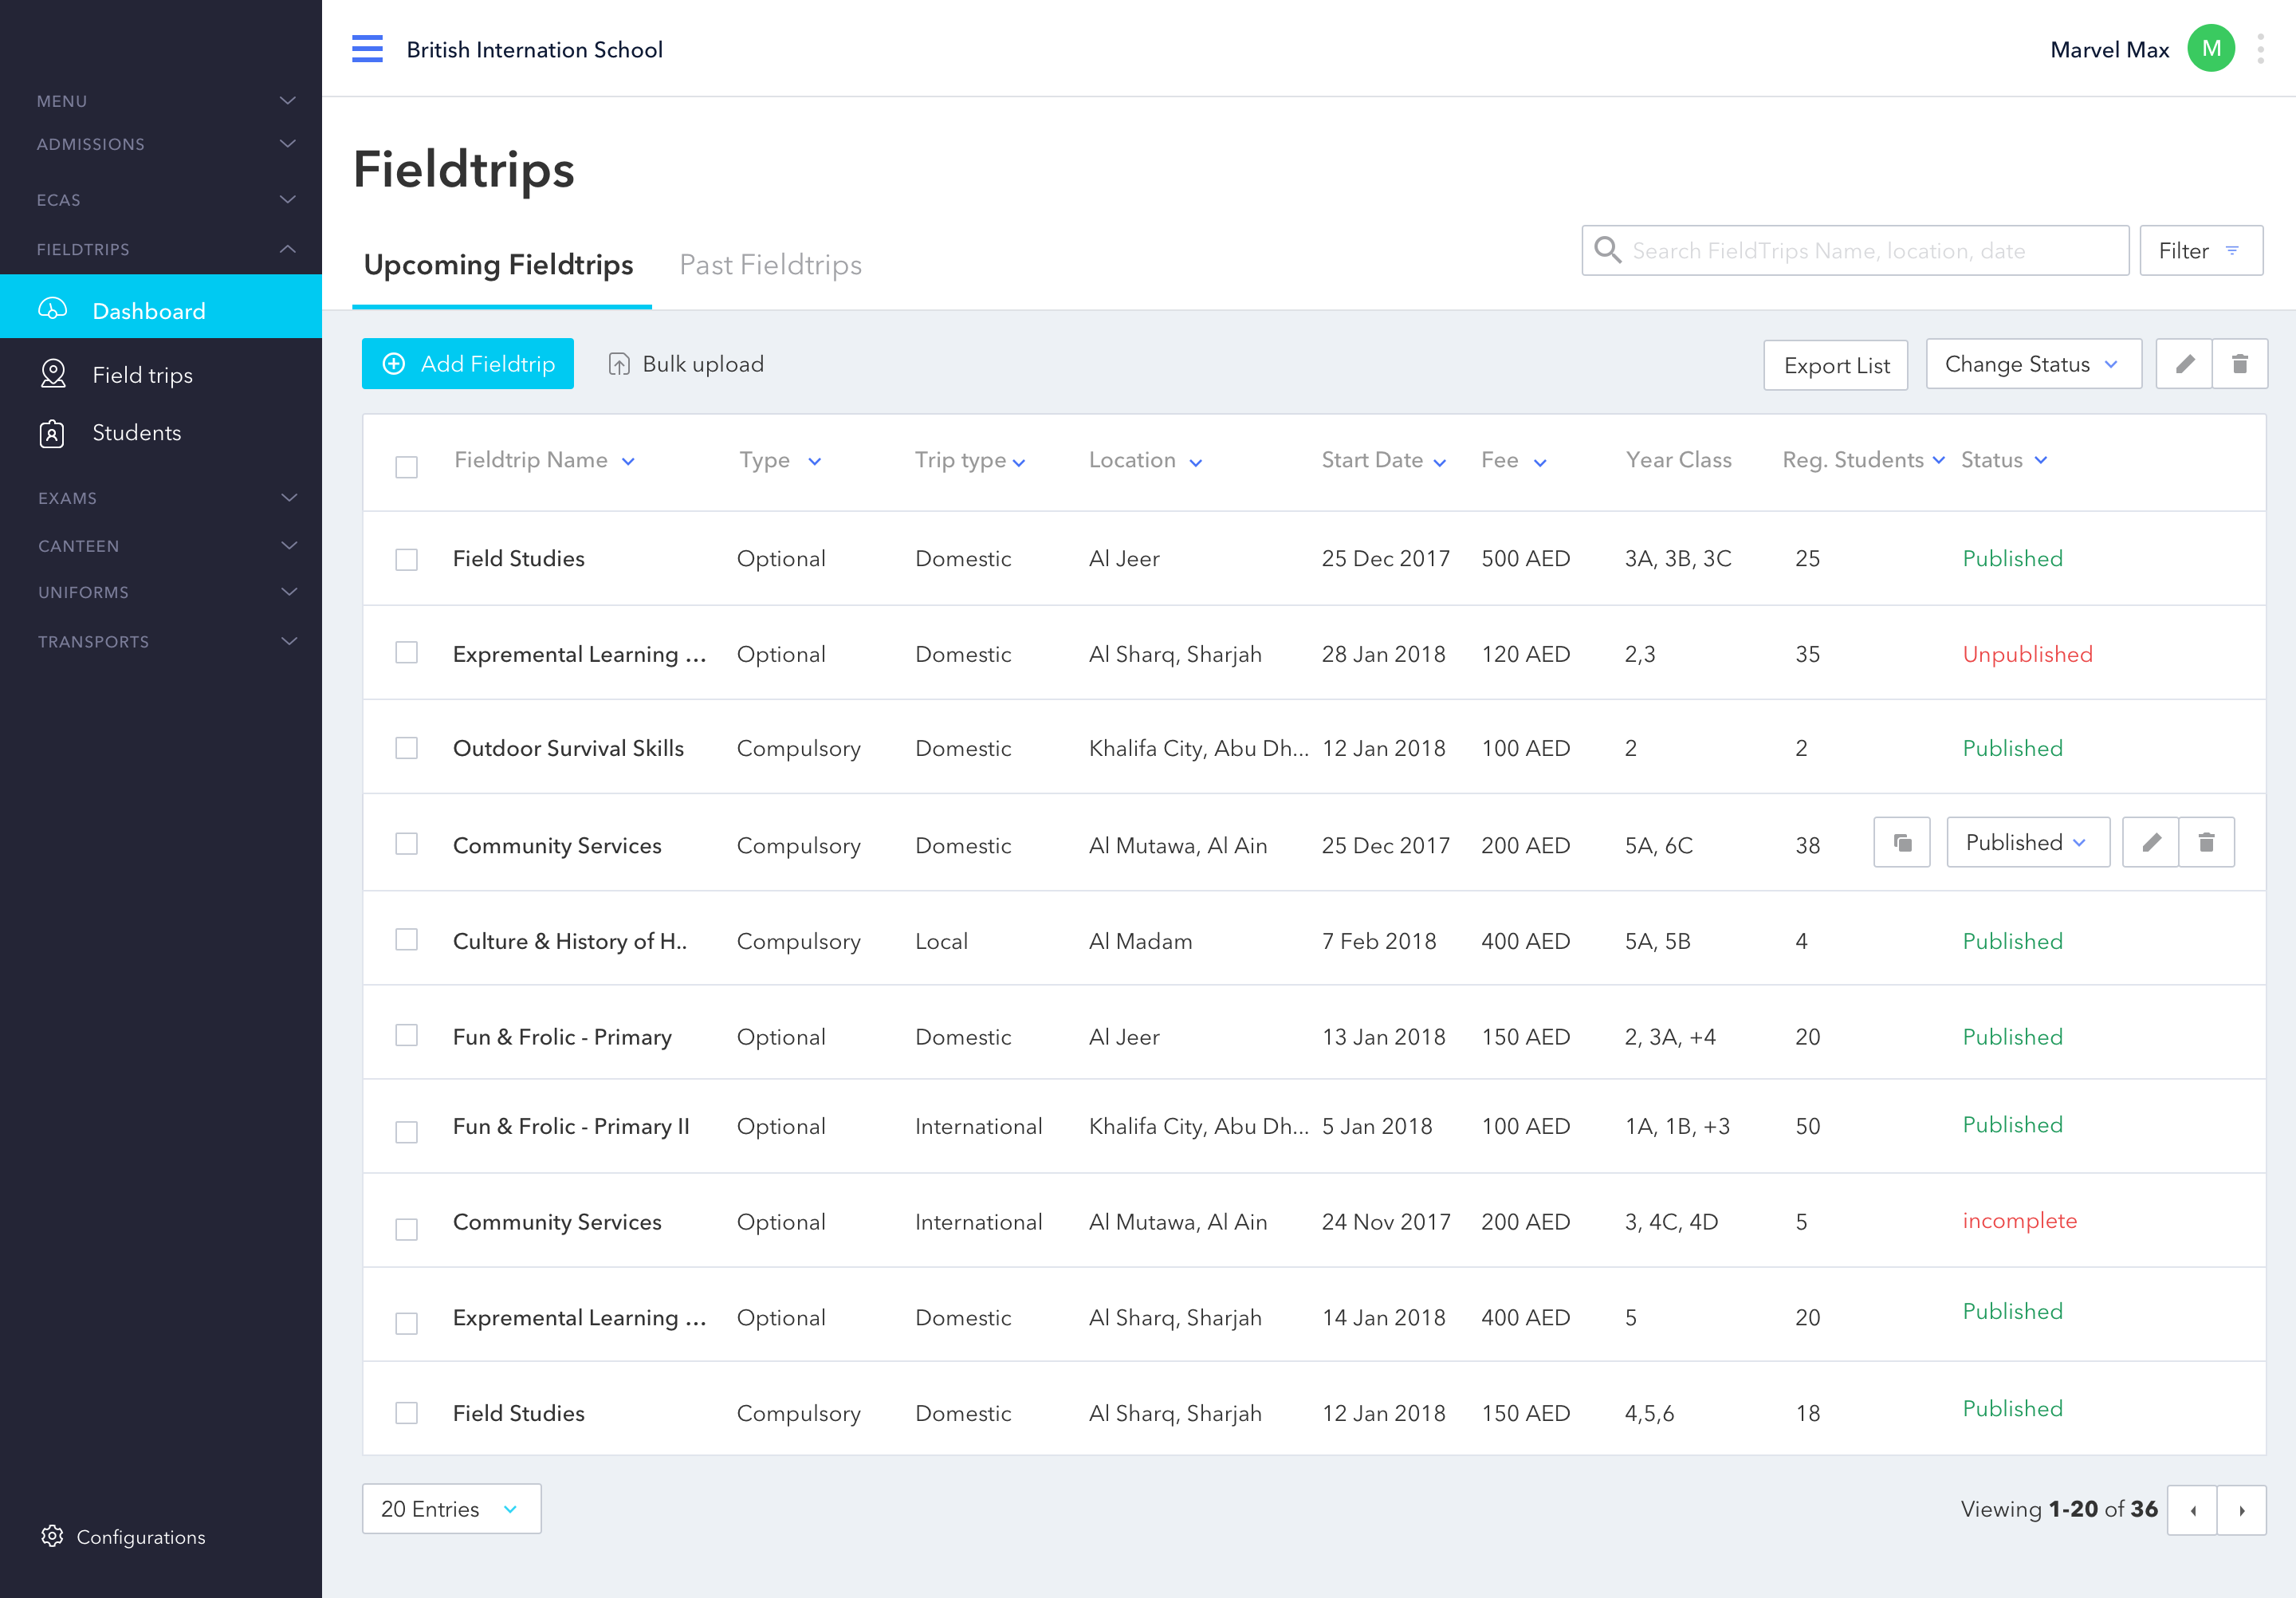 British Internation School
Marvel Max M
MENU
ADMISSIONS
ECAS
FIELDTRIPS
Dashboard
Field trips
Students
EXAMS
CANTEEN
UNIFORMS
TRANSPORTS
Configurations
Fieldtrips
Upcoming Fieldtrips Past Fieldtrips
Search FieldTrips Name, location, date Filter
Add Fieldtrip Bulk upload Export List Change Status
Fieldtrip Name Type Trip type Location Start Date Fee Year Class Reg. Students Status
Field Studies Optional Domestic Al Jeer 25 Dec 2017 500 AED 3A, 3B, 3C 25 Published
Expremental Learning ... Optional Domestic Al Sharq, Sharjah 28 Jan 2018 120 AED 2,3 35 Unpublished
Outdoor Survival Skills Compulsory Domestic Khalifa City, Abu Dh... 12 Jan 2018 100 AED 2 2 Published
Community Services Compulsory Domestic Al Mutawa, Al Ain 25 Dec 2017 200 AED 5A, 6C 38 Published
Culture & History of H.. Compulsory Local Al Madam 7 Feb 2018 400 AED 5A, 5B 4 Published
Fun & Frolic - Primary Optional Domestic Al Jeer 13 Jan 2018 150 AED 2, 3A, +4 20 Published
Fun & Frolic - Primary II Optional International Khalifa City, Abu Dh... 5 Jan 2018 100 AED 1A, 1B, +3 50 Published
Community Services Optional International Al Mutawa, Al Ain 24 Nov 2017 200 AED 3, 4C, 4D 5 incomplete
Expremental Learning ... Optional Domestic Al Sharq, Sharjah 14 Jan 2018 400 AED 5 20 Published
Field Studies Compulsory Domestic Al Sharq, Sharjah 12 Jan 2018 150 AED 4,5,6 18 Published
20 Entries Viewing 1-20 of 36